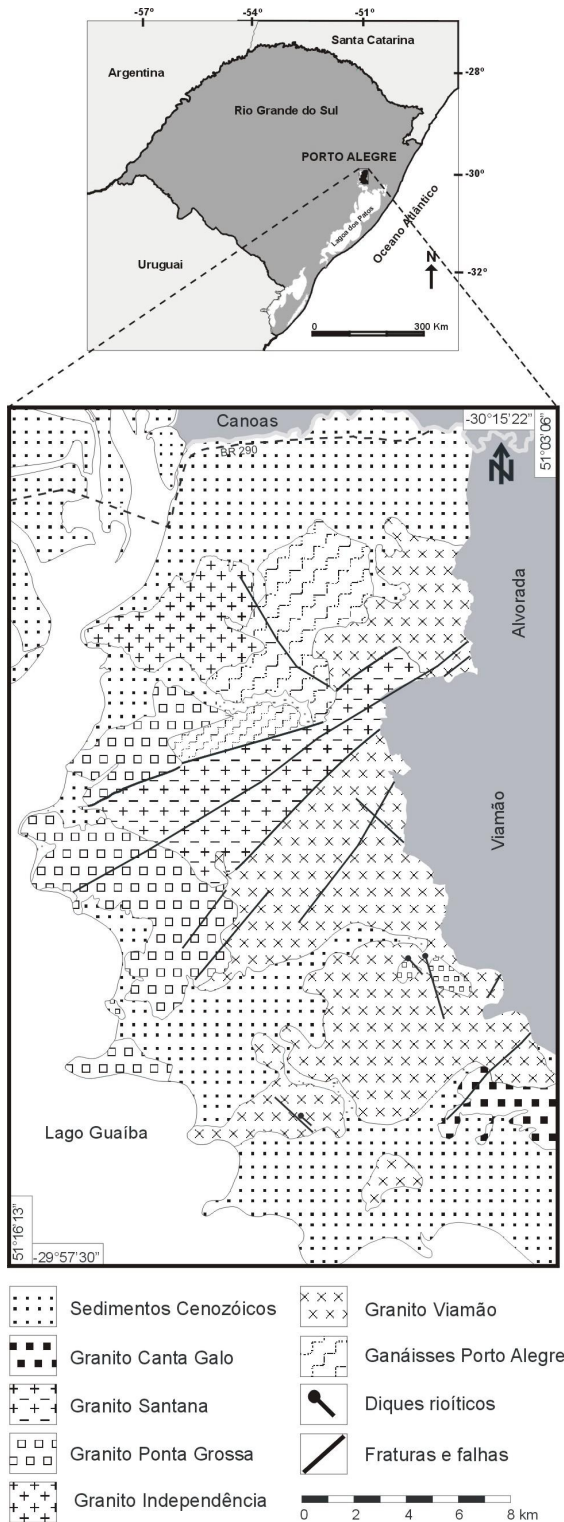 -57°
-54°
-51°
Santa Catarina
Argentina
-28°
Rio Grande do Sul
PORTO ALEGRE
-30°
Lagoa dos Patos
Oceano Atlântico
Uruguai
N
-32°
0 300 Km
Canoas
-30°15'22"
51°03'06"
BR 290
N
Alvorada
Viamão
Lago Guaíba
51°16'13"
-29°57'30"
Sedimentos Cenozóicos
Granito Canta Galo
Granito Santana
Granito Ponta Grossa
Granito Independência
Granito Viamão
Ganáisses Porto Alegre
Diques rioíticos
Fraturas e falhas
0 2 4 6 8 km